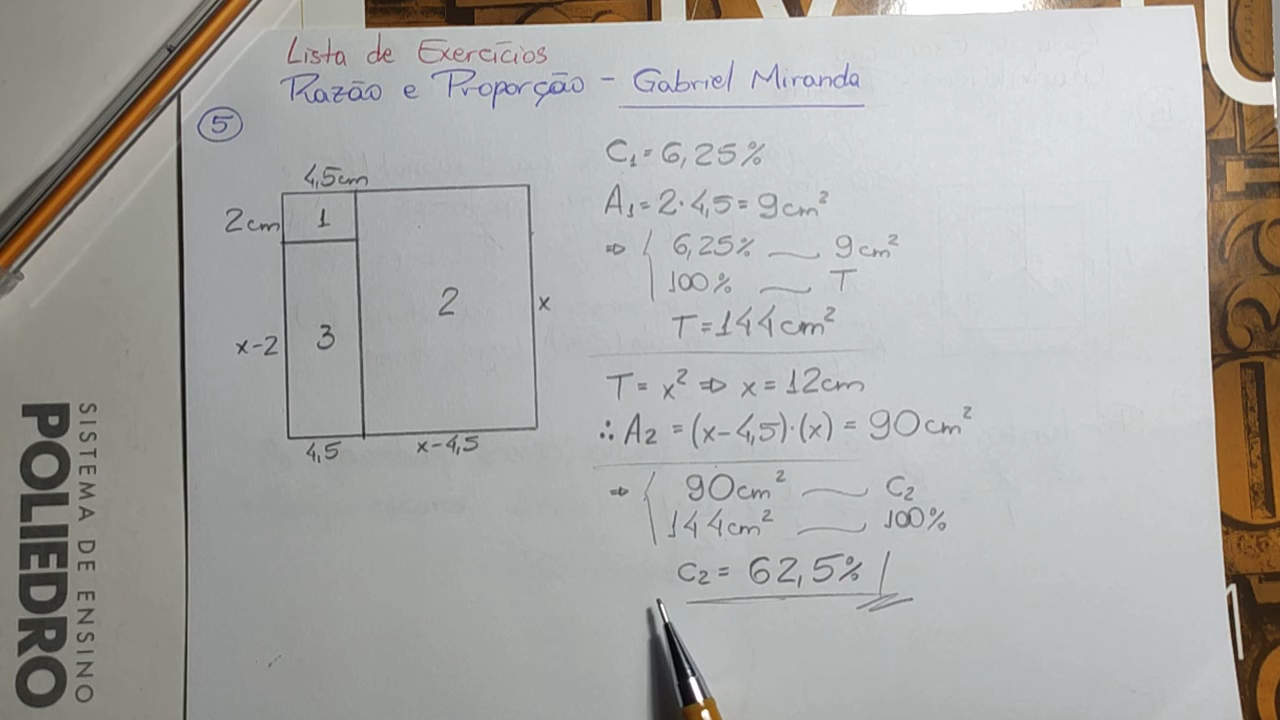 Lista de Exercícios
Razão e Proporção - Gabriel Miranda
5
4,5cm
2cm
1
2
3
x
x-2
4,5
x-4,5
C₁=6,25%
A₁=2·4,5=9cm²
⇒ { 6,25% — 9cm²
100% — T
T=144cm²
T= x² ⇒ x=12cm
∴ A₂ =(x-4,5)·(x) = 90cm²
⇒ { 90cm² — C₂
144cm² — 100%
C₂= 62,5%
SISTEMA DE ENSINO
POLIEDRO